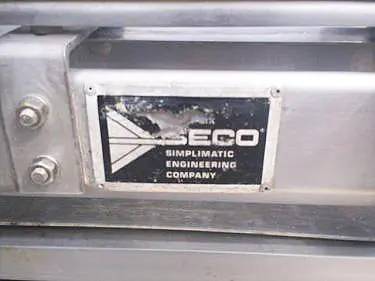 SECO®
SIMPLIMATIC
ENGINEERING
COMPANY